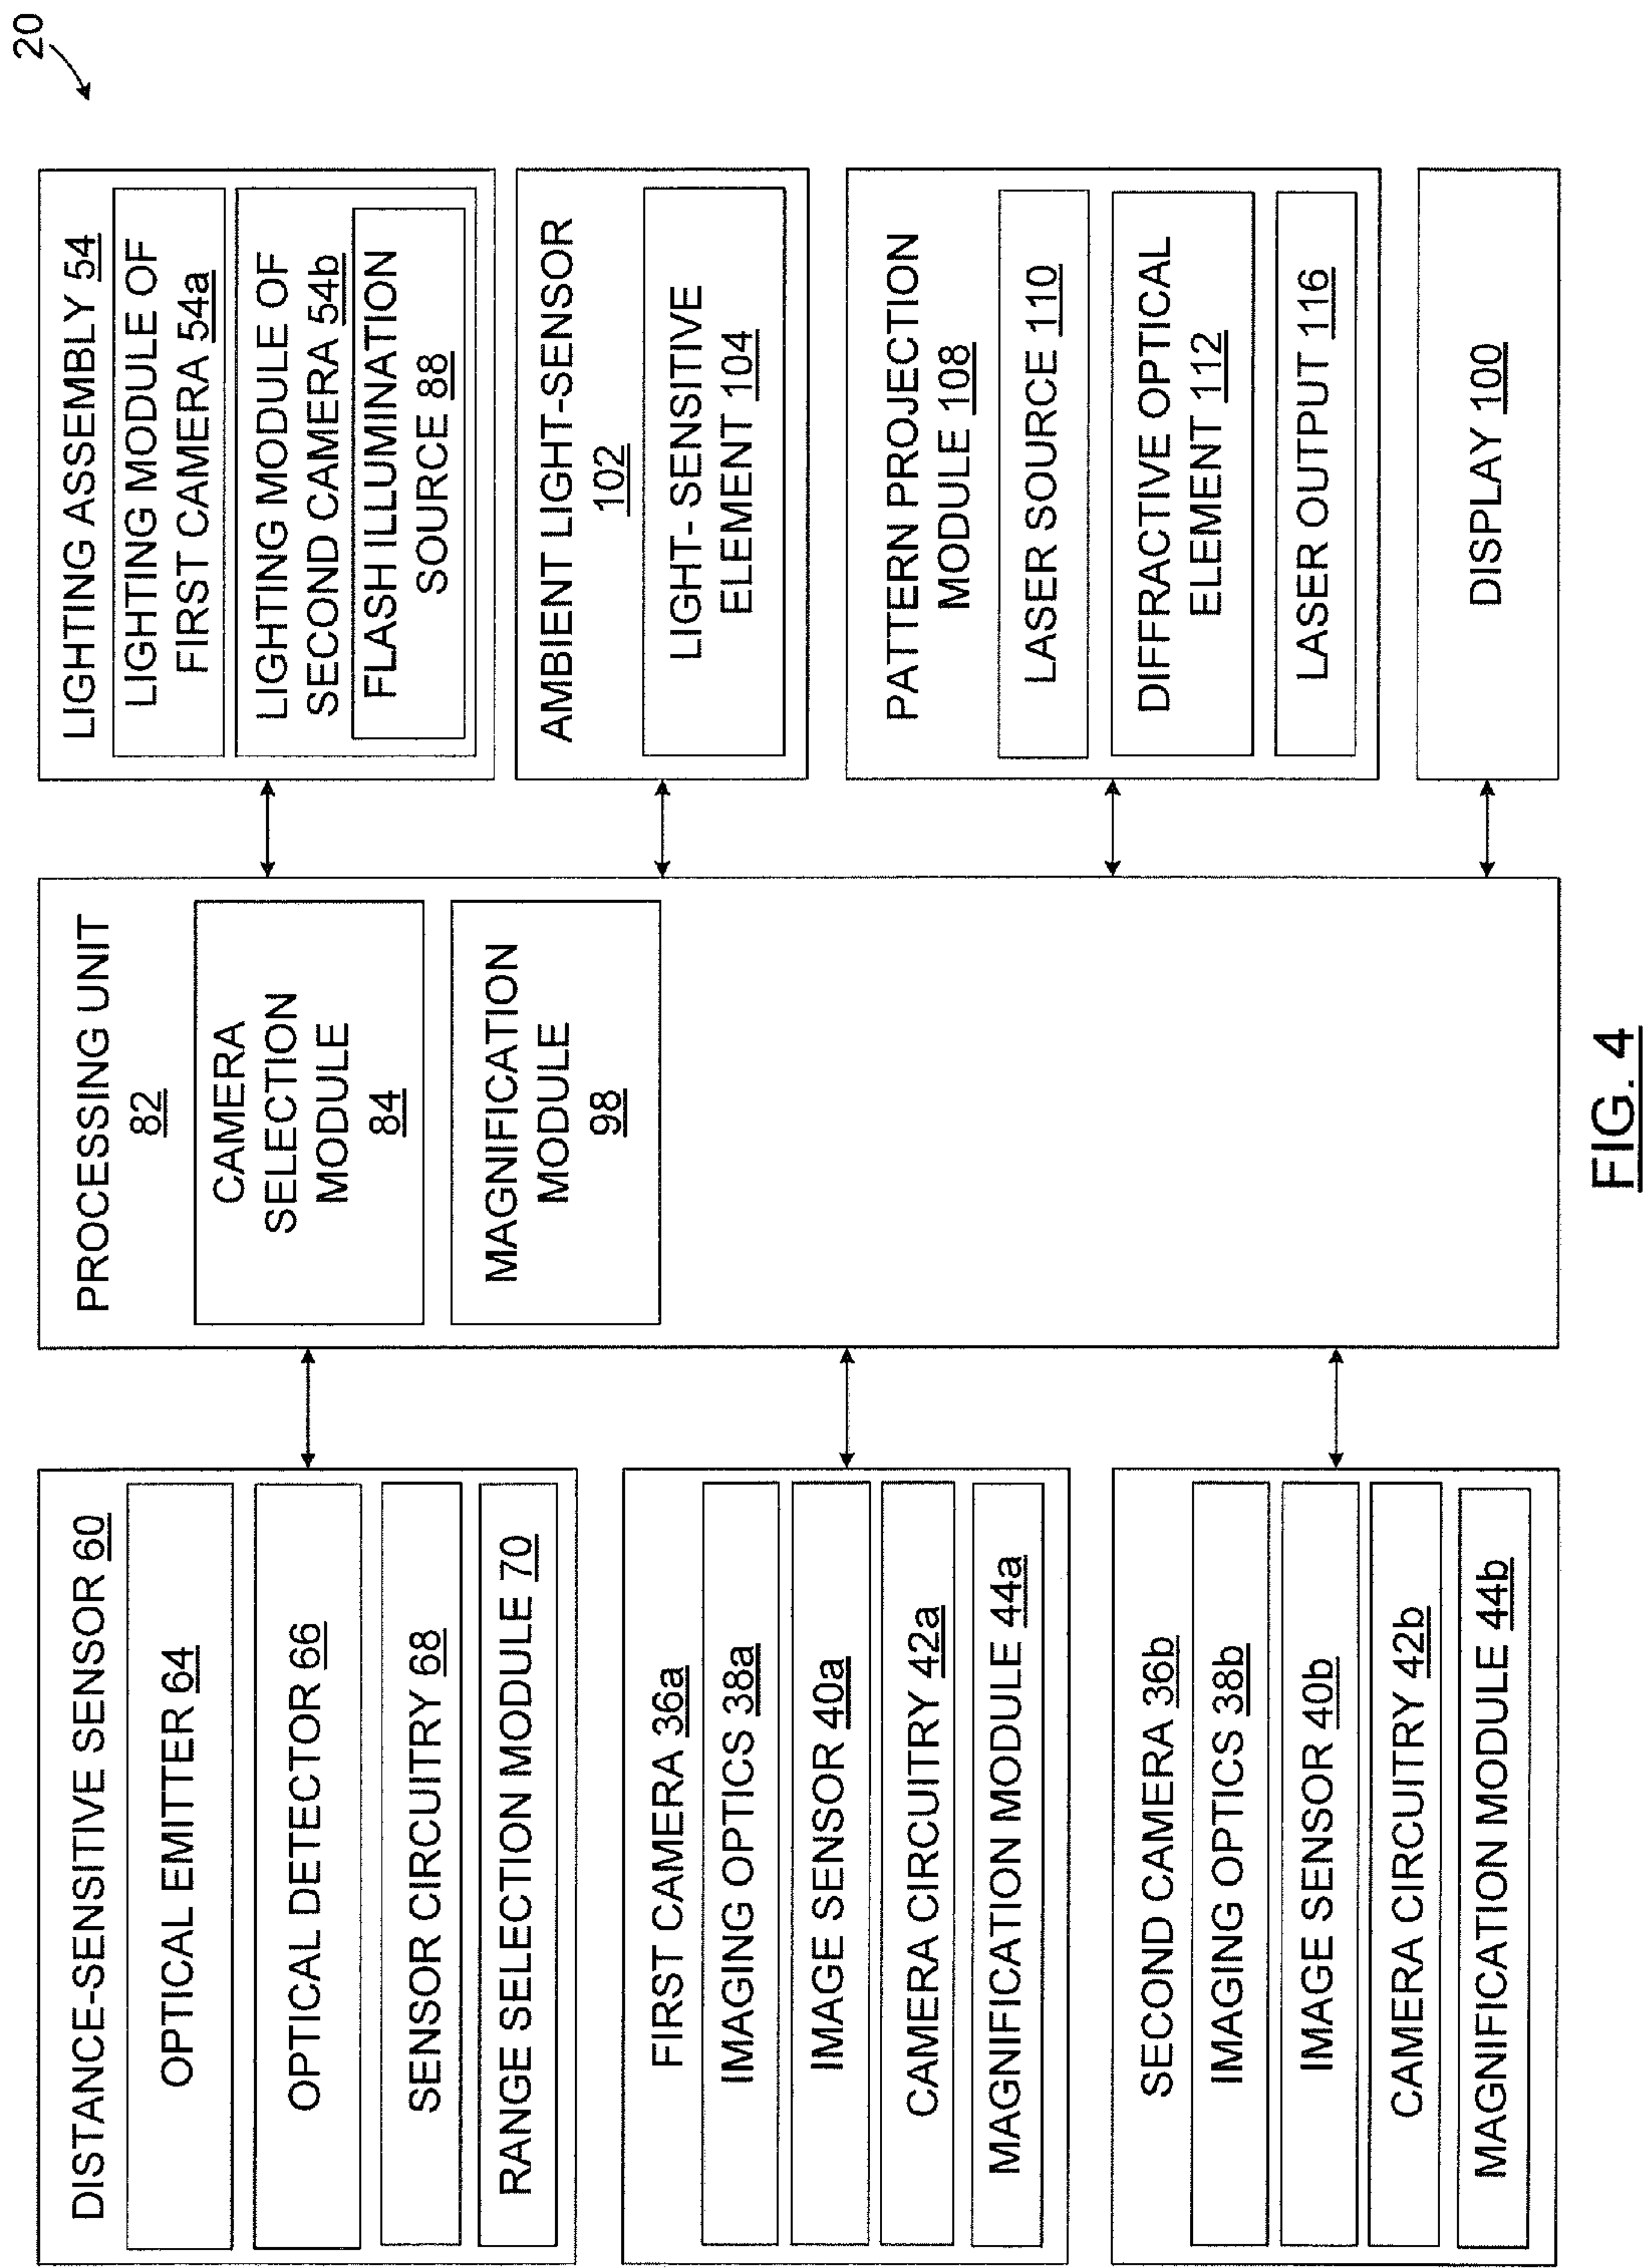 20
DISTANCE-SENSITIVE SENSOR 60
OPTICAL EMITTER 64
OPTICAL DETECTOR 66
SENSOR CIRCUITRY 68
RANGE SELECTION MODULE 70
FIRST CAMERA 36a
IMAGING OPTICS 38a
IMAGE SENSOR 40a
CAMERA CIRCUITRY 42a
MAGNIFICATION MODULE 44a
SECOND CAMERA 36b
IMAGING OPTICS 38b
IMAGE SENSOR 40b
CAMERA CIRCUITRY 42b
MAGNIFICATION MODULE 44b
PROCESSING UNIT
82
CAMERA
SELECTION
MODULE
84
MAGNIFICATION
MODULE
98
LIGHTING ASSEMBLY 54
LIGHTING MODULE OF
FIRST CAMERA 54a
LIGHTING MODULE OF
SECOND CAMERA 54b
FLASH ILLUMINATION
SOURCE 88
AMBIENT LIGHT-SENSOR
102
LIGHT- SENSITIVE
ELEMENT 104
PATTERN PROJECTION
MODULE 108
LASER SOURCE 110
DIFFRACTIVE OPTICAL
ELEMENT 112
LASER OUTPUT 116
DISPLAY 100
FIG. 4